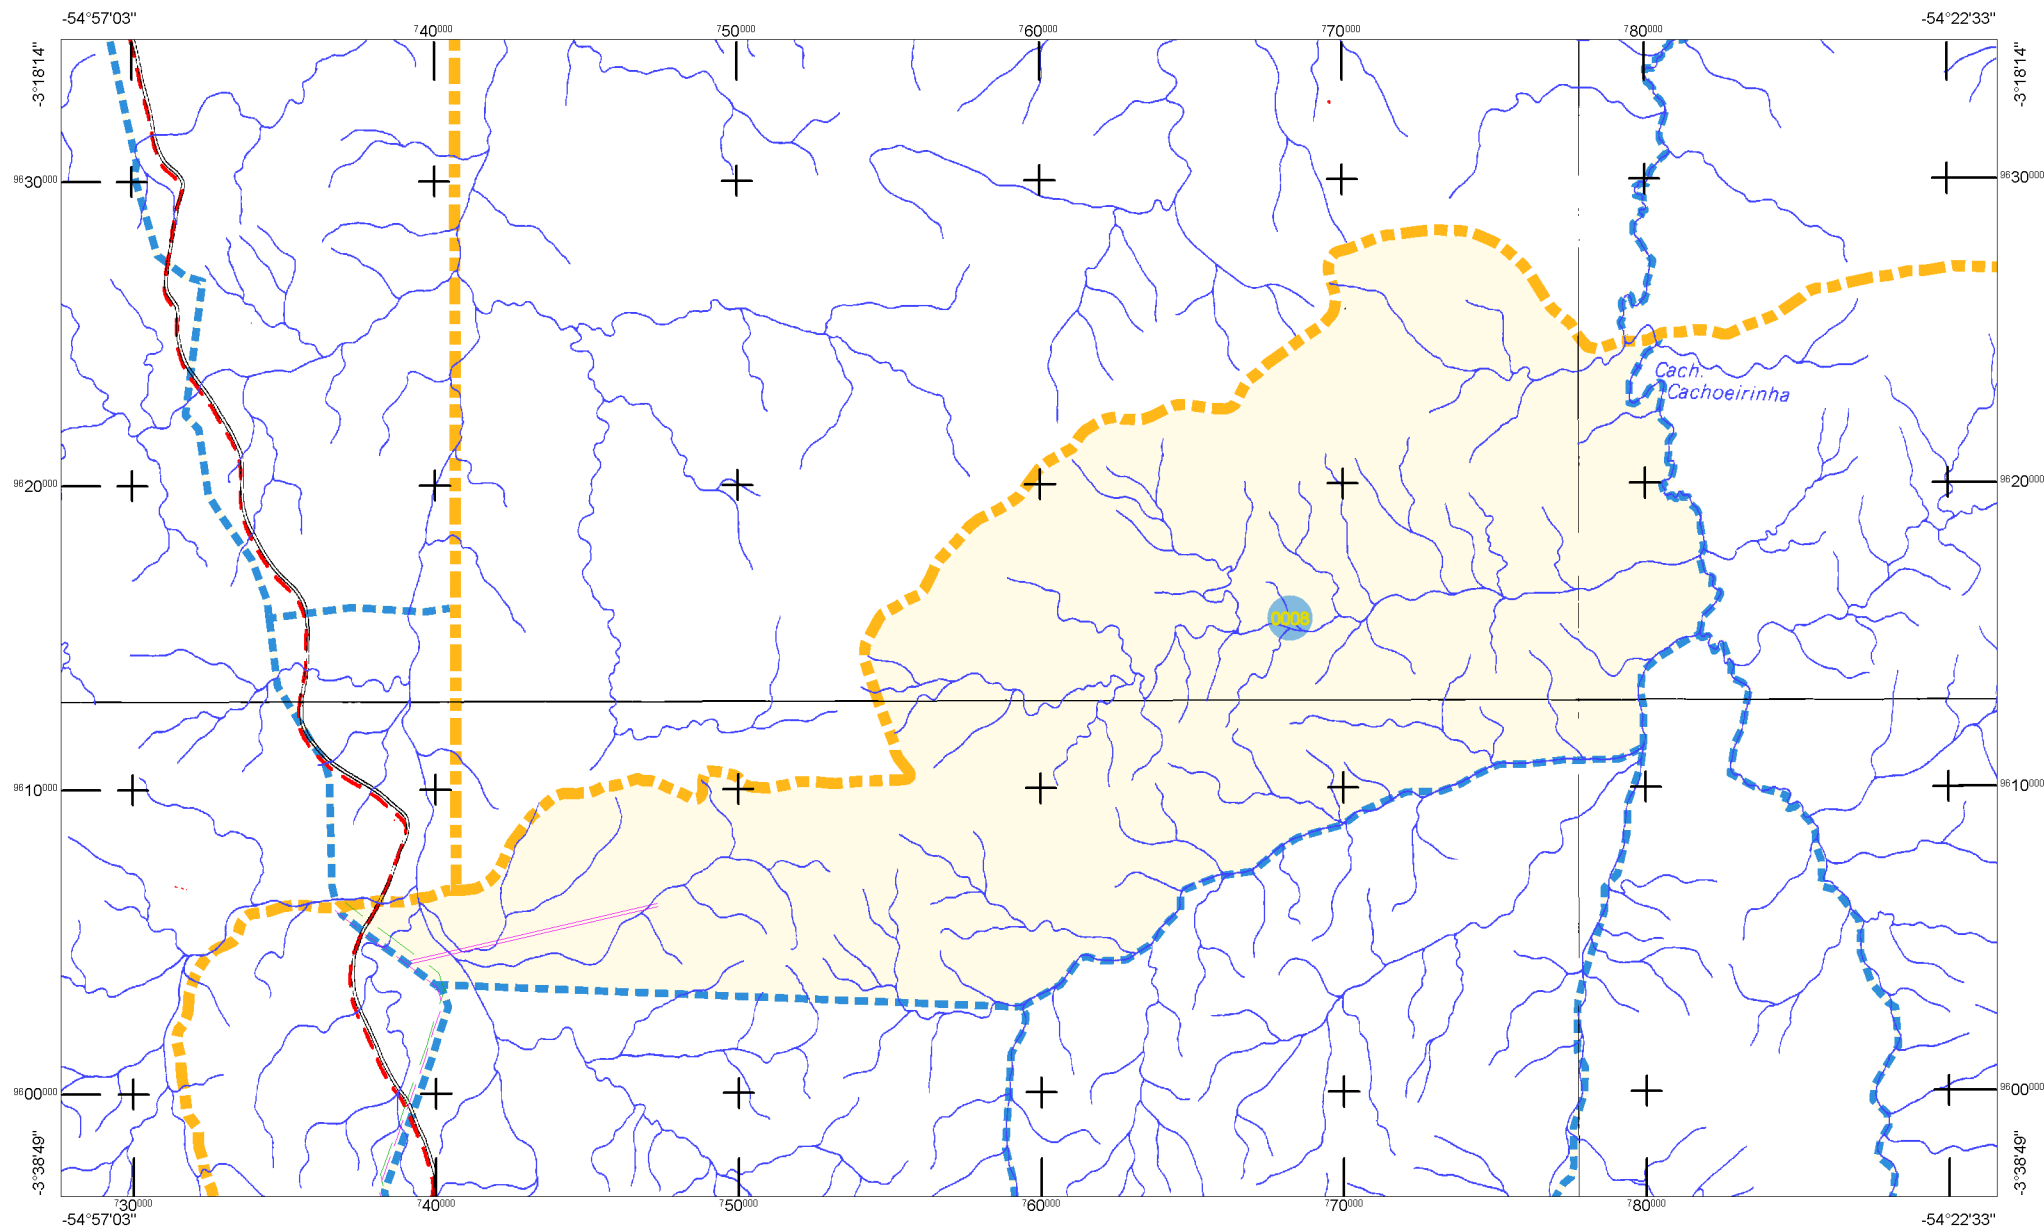 -54°57'03" -54°22'33"
740000 750000 760000 770000 780000
-3°18'14" -3°18'14"
9630000 9630000
Cach.
Cachoeirinha
9620000 9620000
0008
9610000 9610000
9600000 9600000
-3°38'49" -3°38'49"
730000 740000 750000 760000 770000 780000
-54°57'03" -54°22'33"